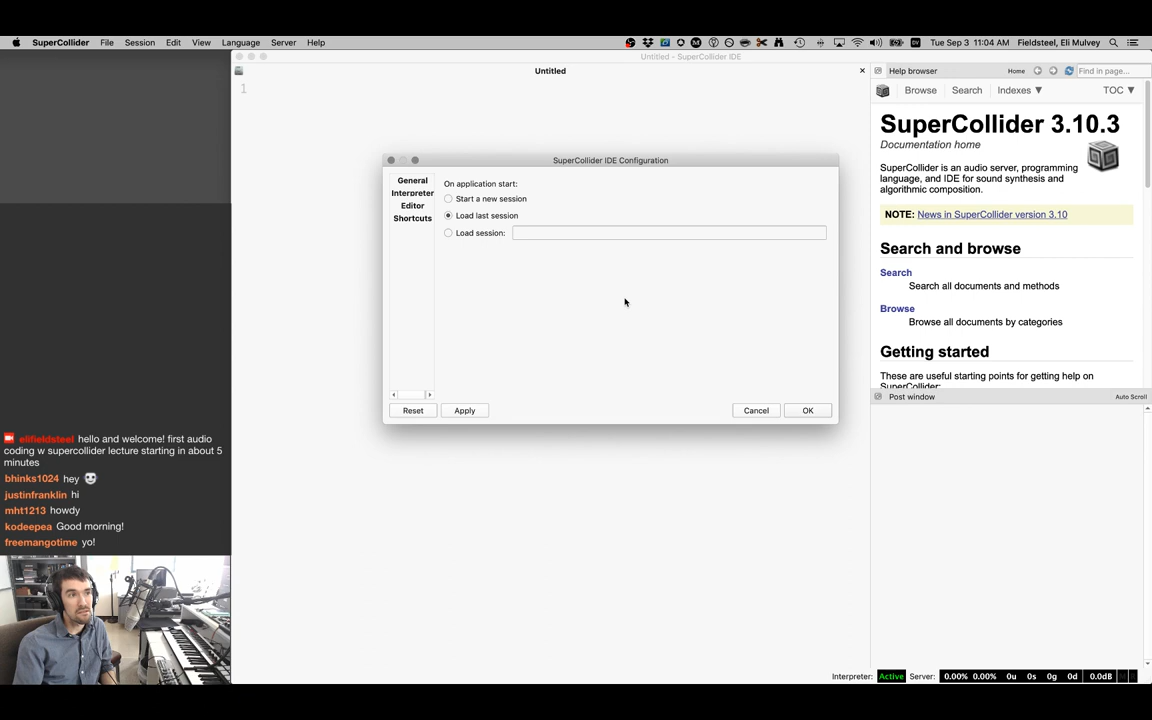 SuperCollider File Session Edit View Language Server Help
Tue Sep 3 11:04 AM Fieldsteel, Eli Mulvey
Untitled - SuperCollider IDE
Untitled
1
Help browser
Home
Find in page...
Browse Search Indexes ▼ TOC ▼
SuperCollider 3.10.3
Documentation home
SuperCollider is an audio server, programming
language, and IDE for sound synthesis and
algorithmic composition.
NOTE: News in SuperCollider version 3.10
Search and browse
Search
Search all documents and methods
Browse
Browse all documents by categories
Getting started
These are useful starting points for getting help on
SuperCollider:
Post window
Auto Scroll
SuperCollider IDE Configuration
General
Interpreter
Editor
Shortcuts
On application start:
Start a new session
Load last session
Load session:
Reset Apply Cancel OK
elifieldsteel hello and welcome! first audio
coding w supercollider lecture starting in about 5
minutes
bhinks1024 hey
justinfranklin hi
mht1213 howdy
kodeepea Good morning!
freemangotime yo!
Interpreter: Active Server: 0.00% 0.00% 0u 0s 0g 0d 0.0dB